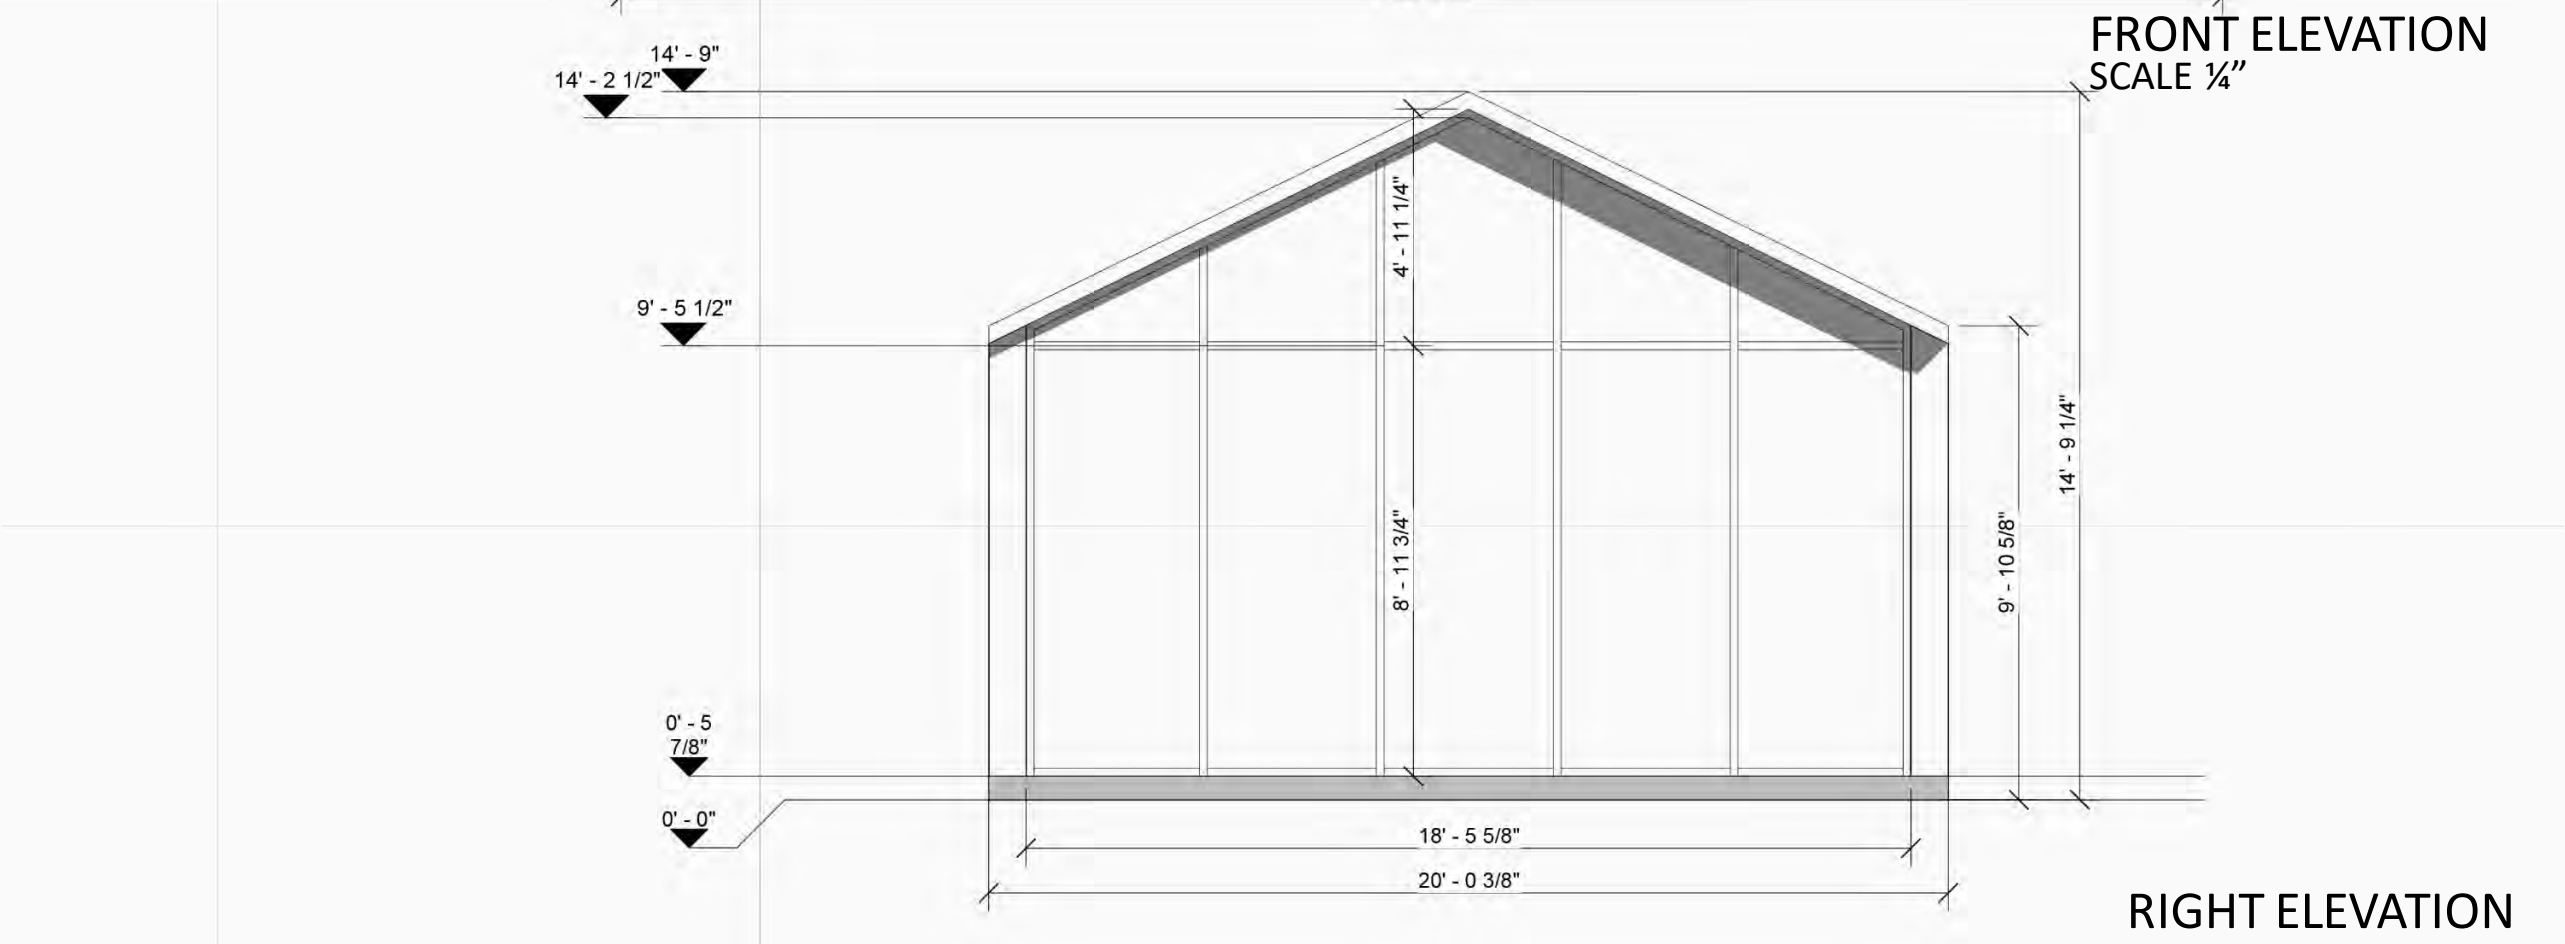 FRONT ELEVATION
SCALE ¼”
14' - 9"
14' - 2 1/2"
4' - 11 1/4"
9' - 5 1/2"
14' - 9 1/4"
8' - 11 3/4"
9' - 10 5/8"
0' - 5
7/8"
0' - 0"
18' - 5 5/8"
20' - 0 3/8"
RIGHT ELEVATION